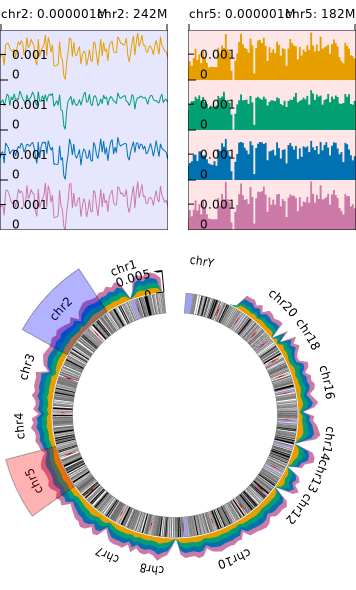 chr2: 0.000001M chr2: 242M
chr5: 0.000001M chr5: 182M
0.001
0
0.001
0
0.001
0
0.001
0
0.001
0
0.001
0
0.001
0
0.001
0
chr1
0.005
0
chrY
chr2
chr20
chr18
chr3
chr16
chr4
chr14
chr13
chr5
chr12
chr7
chr8
chr10